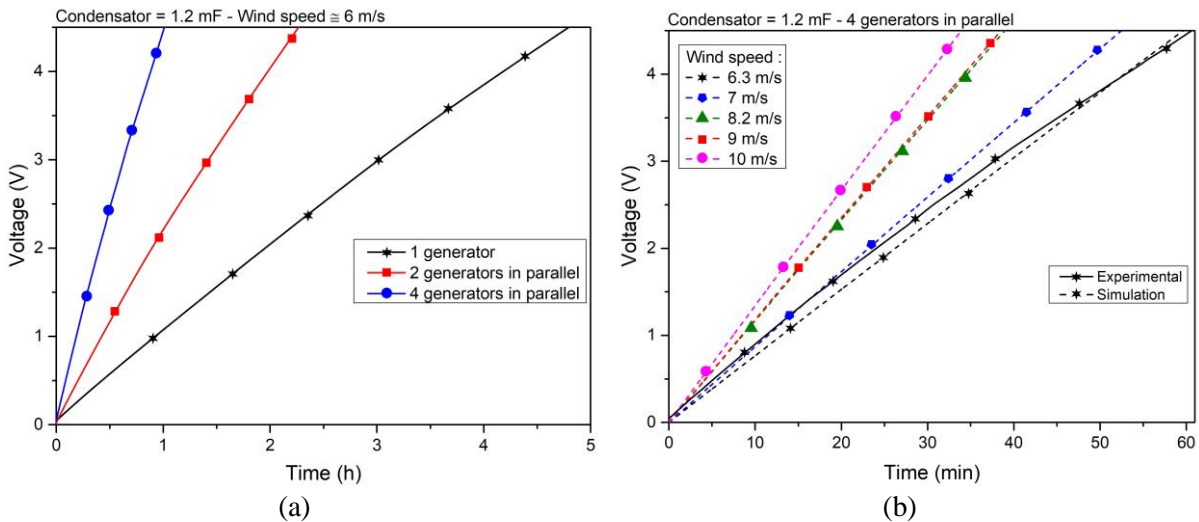 Condensator = 1.2 mF - Wind speed ≅ 6 m/s
4
3
2
1
0
Voltage (V)
1 generator
2 generators in parallel
4 generators in parallel
0 1 2 3 4 5
Time (h)
(a)
Condensator = 1.2 mF - 4 generators in parallel
4
3
2
1
0
Voltage (V)
Wind speed :
6.3 m/s
7 m/s
8.2 m/s
9 m/s
10 m/s
Experimental
Simulation
0 10 20 30 40 50 60
Time (min)
(b)